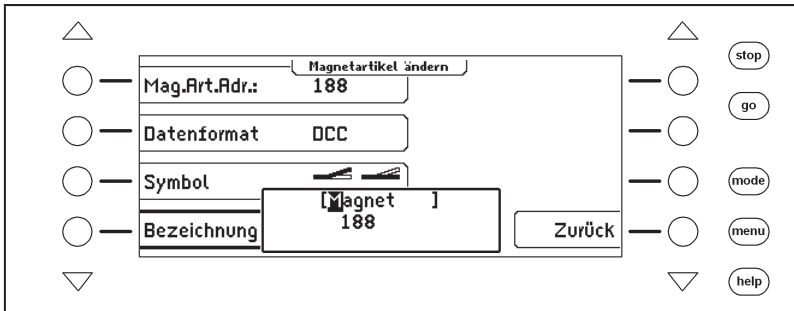 Magnetartikel ändern
Mag.Art.Adr.: 188
Datenformat DCC
Symbol
[Magnet ]
188
Bezeichnung
Zurück
stop
go
mode
menu
help